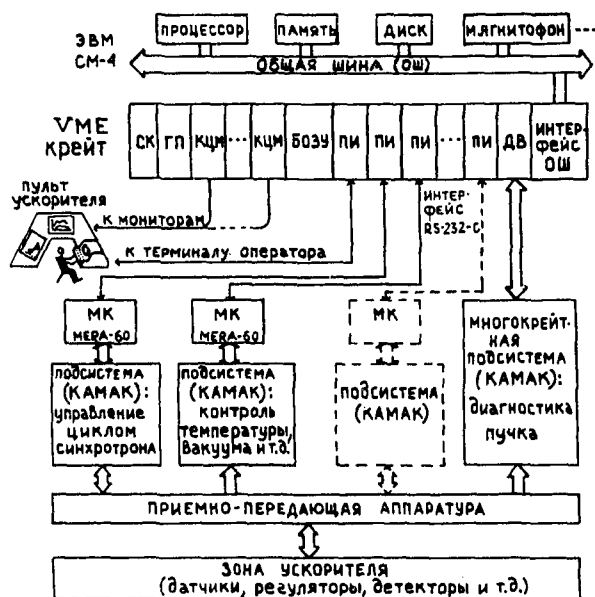 ПРОЦЕССОР ПАМЯТЬ ДИСК МАГНИТОФОН
ЭВМ
СМ-4
ОБЩАЯ ШИНА (ОШ)
VME
крейт
СК ГП КЦМ ... КЦМ БОЗУ ПИ ПИ ПИ ... ПИ ДВ ИНТЕР-
ФЕЙС
ОШ
ПУЛЬТ
УСКОРИТЕЛЯ
К МОНИТОРАМ
ИНТЕР-
ФЕЙС
RS-232-C
К ТЕРМИНАЛУ ОПЕРАТОРА
МК
MERA-60
МК
MERA-60
МК
МНОГОКРЕЙТ-
НАЯ
ПОДСИСТЕМА
(КАМАК):
диагностика
пучка
ПОДСИСТЕМА
(КАМАК):
управление
циклом
синхротрона
ПОДСИСТЕМА
(КАМАК):
контроль
температуры,
вакуума и т.д.
ПОДСИСТЕМА
(КАМАК)
ПРИЕМНО-ПЕРЕДАЮЩАЯ АППАРАТУРА
ЗОНА УСКОРИТЕЛЯ
(датчики, регуляторы, детекторы и т.д.)